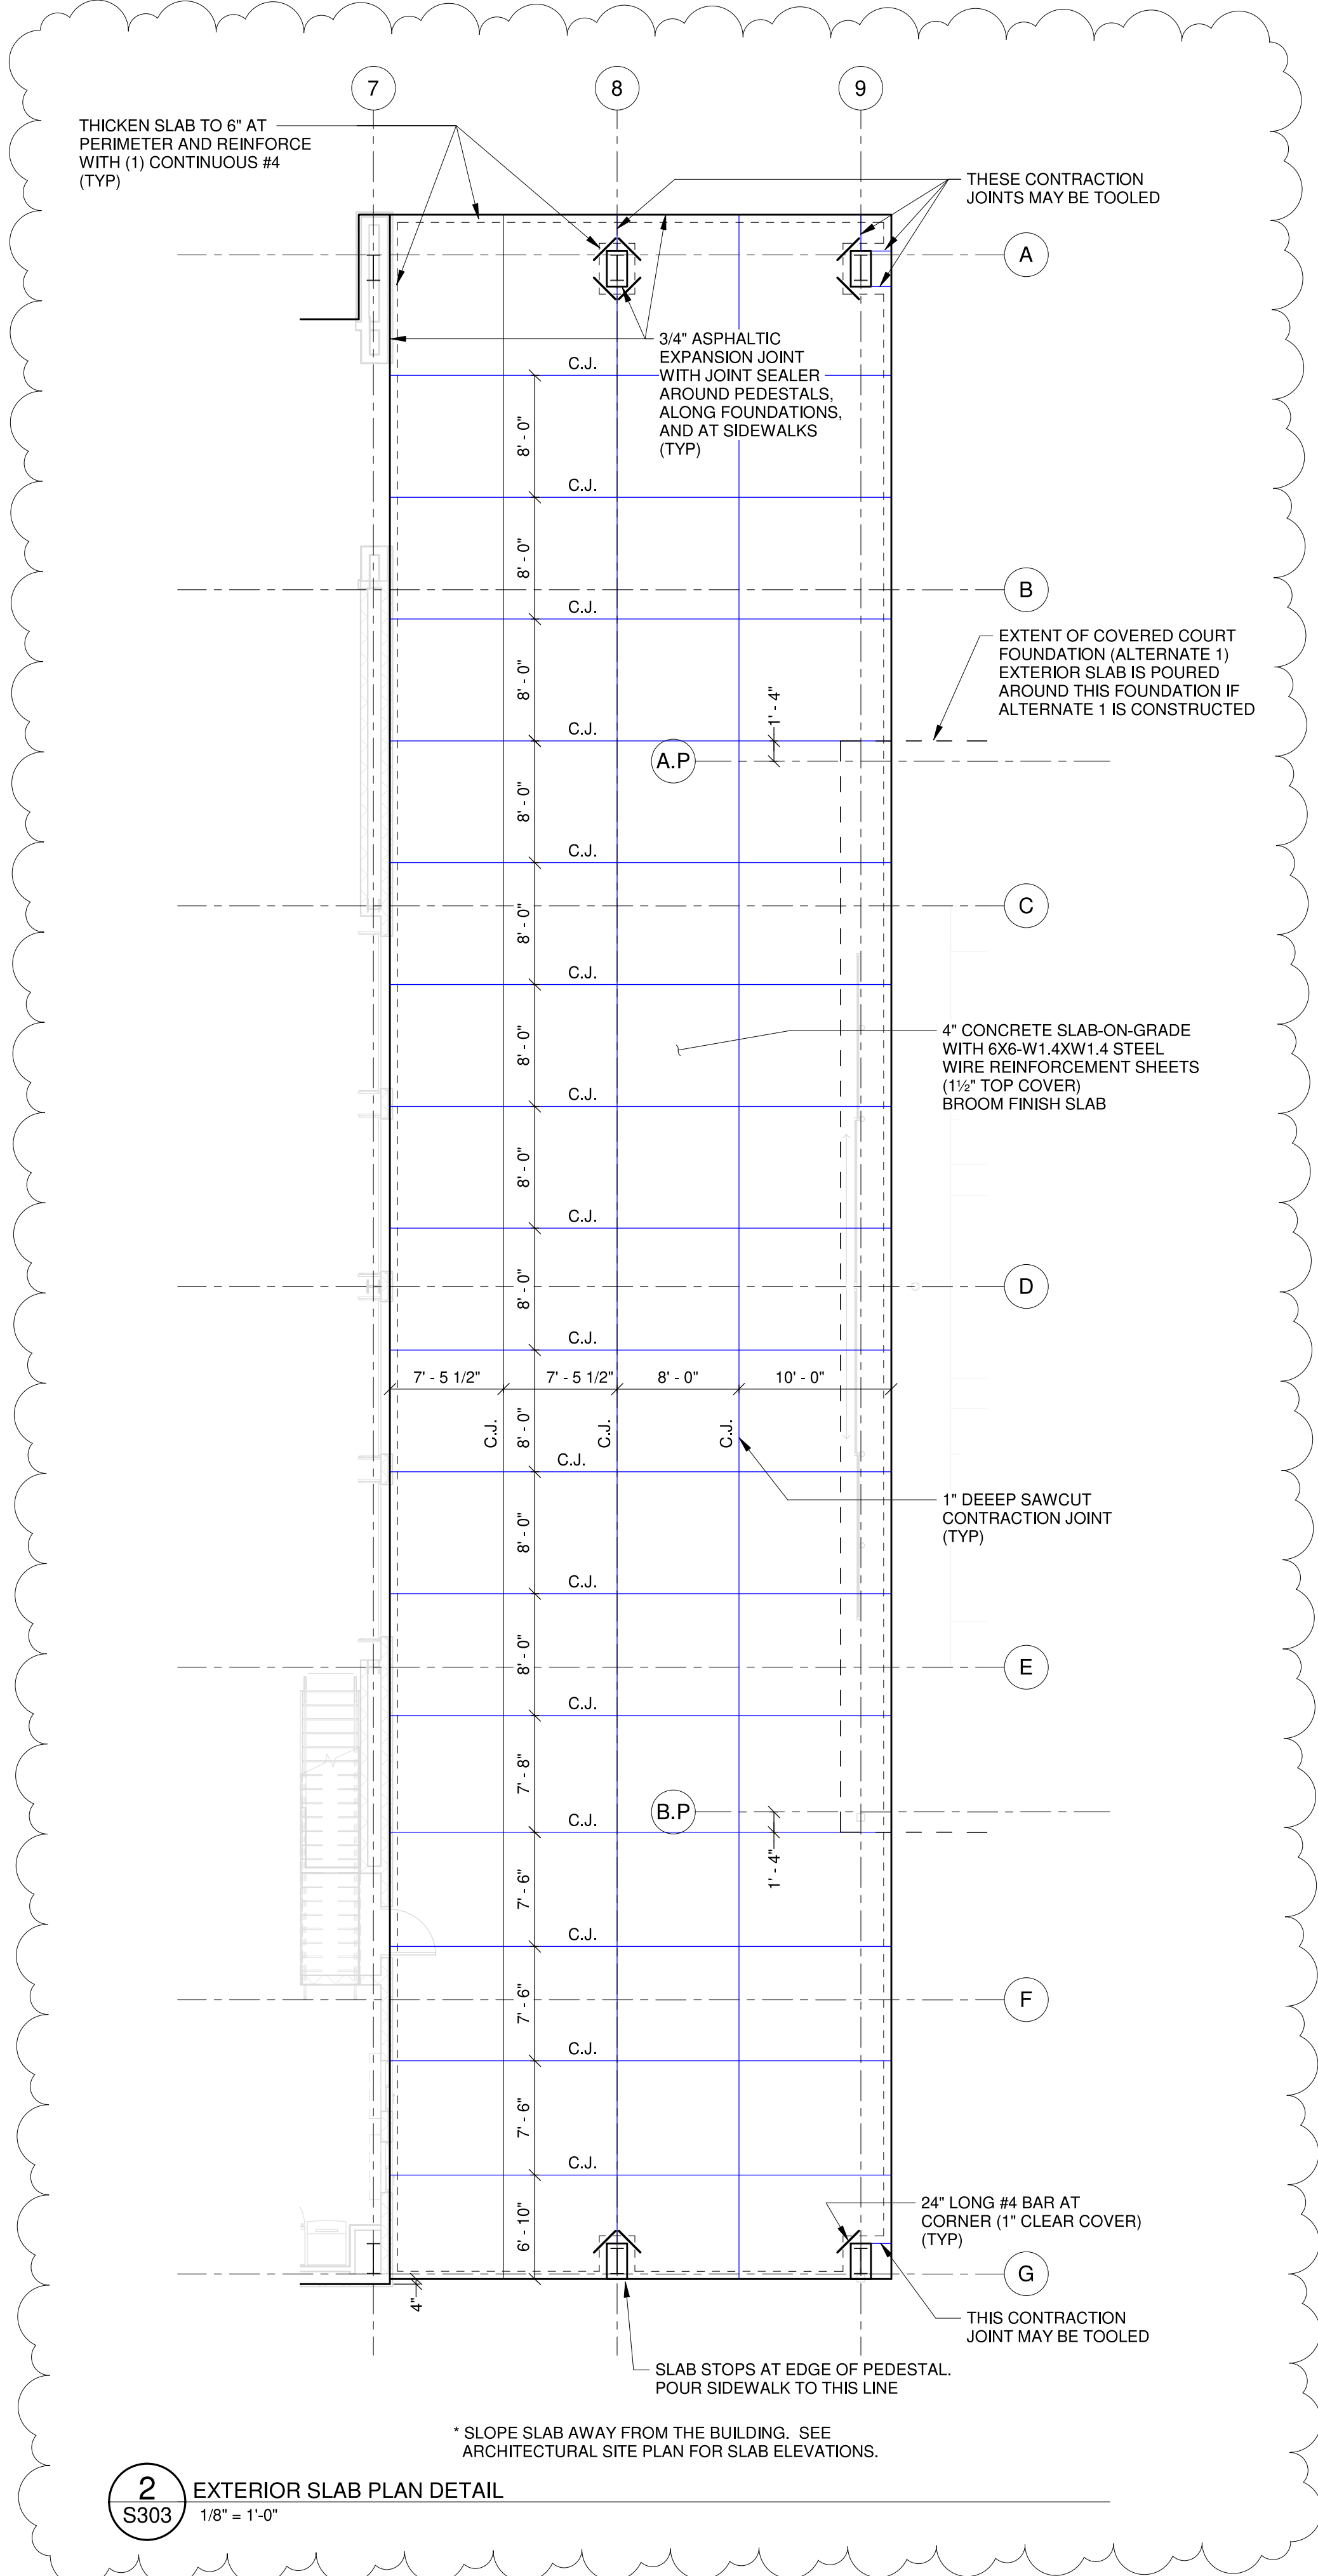 7
8
9
THICKEN SLAB TO 6" AT
PERIMETER AND REINFORCE
WITH (1) CONTINUOUS #4
(TYP)
THESE CONTRACTION
JOINTS MAY BE TOOLED
A
3/4" ASPHALTIC
EXPANSION JOINT
WITH JOINT SEALER
AROUND PEDESTALS,
ALONG FOUNDATIONS,
AND AT SIDEWALKS
(TYP)
C.J.
8' - 0"
C.J.
8' - 0"
B
C.J.
EXTENT OF COVERED COURT
FOUNDATION (ALTERNATE 1)
EXTERIOR SLAB IS POURED
AROUND THIS FOUNDATION IF
ALTERNATE 1 IS CONSTRUCTED
8' - 0"
1' - 4"
C.J.
A.P
8' - 0"
C.J.
C
8' - 0"
C.J.
4" CONCRETE SLAB-ON-GRADE
WITH 6X6-W1.4XW1.4 STEEL
WIRE REINFORCEMENT SHEETS
(1½" TOP COVER)
BROOM FINISH SLAB
8' - 0"
C.J.
8' - 0"
C.J.
D
8' - 0"
C.J.
7' - 5 1/2"
7' - 5 1/2"
8' - 0"
10' - 0"
C.J.
8' - 0"
C.J.
C.J.
C.J.
1" DEEEP SAWCUT
CONTRACTION JOINT
(TYP)
8' - 0"
C.J.
8' - 0"
E
C.J.
7' - 8"
B.P
C.J.
1' - 4"
7' - 6"
C.J.
7' - 6"
F
C.J.
7' - 6"
C.J.
24" LONG #4 BAR AT
CORNER (1" CLEAR COVER)
(TYP)
6' - 10"
G
4"
THIS CONTRACTION
JOINT MAY BE TOOLED
SLAB STOPS AT EDGE OF PEDESTAL.
POUR SIDEWALK TO THIS LINE
* SLOPE SLAB AWAY FROM THE BUILDING. SEE
ARCHITECTURAL SITE PLAN FOR SLAB ELEVATIONS.
2
S303
EXTERIOR SLAB PLAN DETAIL
1/8" = 1'-0"